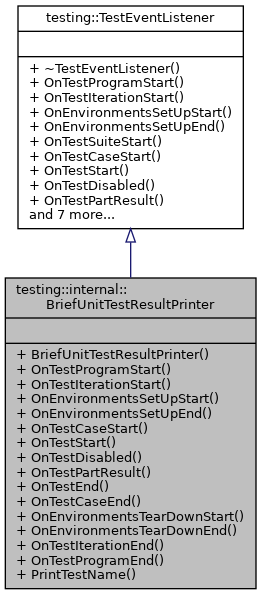 testing::TestEventListener
+ ~TestEventListener()
+ OnTestProgramStart()
+ OnTestIterationStart()
+ OnEnvironmentsSetUpStart()
+ OnEnvironmentsSetUpEnd()
+ OnTestSuiteStart()
+ OnTestCaseStart()
+ OnTestStart()
+ OnTestDisabled()
+ OnTestPartResult()
and 7 more...
testing::internal::
BriefUnitTestResultPrinter
+ BriefUnitTestResultPrinter()
+ OnTestProgramStart()
+ OnTestIterationStart()
+ OnEnvironmentsSetUpStart()
+ OnEnvironmentsSetUpEnd()
+ OnTestCaseStart()
+ OnTestStart()
+ OnTestDisabled()
+ OnTestPartResult()
+ OnTestEnd()
+ OnTestCaseEnd()
+ OnEnvironmentsTearDownStart()
+ OnEnvironmentsTearDownEnd()
+ OnTestIterationEnd()
+ OnTestProgramEnd()
+ PrintTestName()